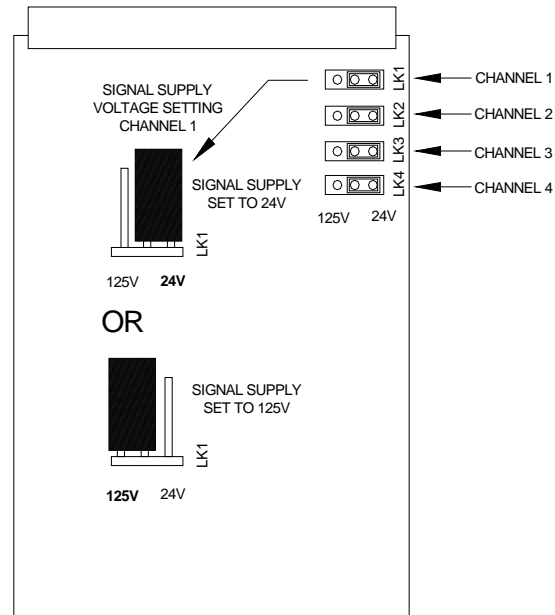 SIGNAL SUPPLY
VOLTAGE SETTING
CHANNEL 1
LK1
CHANNEL 1
LK2
CHANNEL 2
LK3
CHANNEL 3
LK4
CHANNEL 4
125V 24V
SIGNAL SUPPLY
SET TO 24V
LK1
125V 24V
OR
SIGNAL SUPPLY
SET TO 125V
LK1
125V 24V